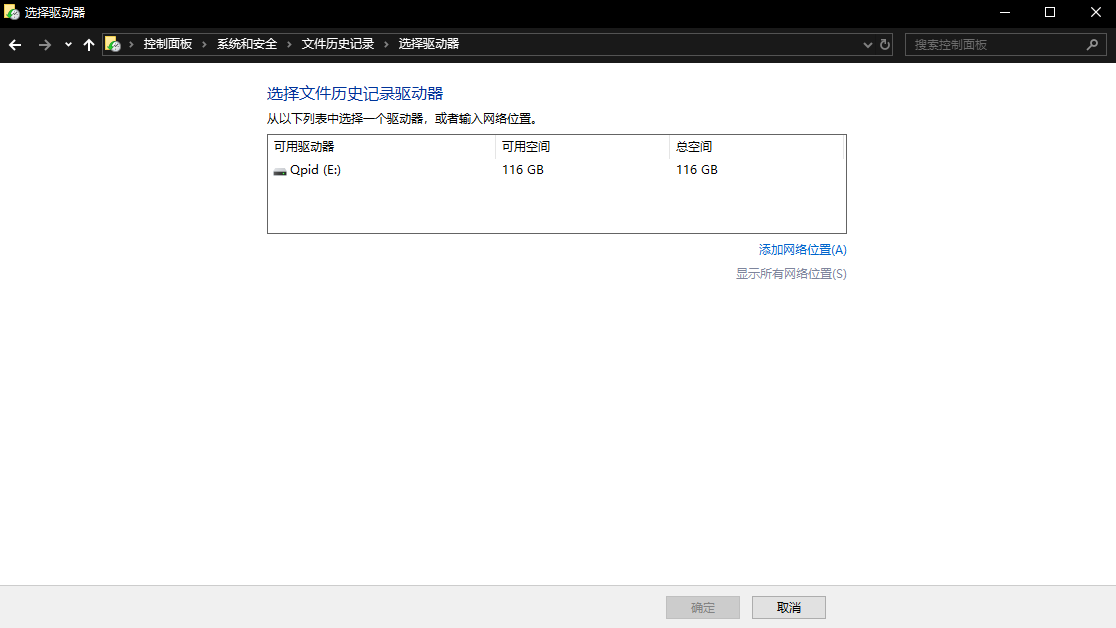 选择驱动器
控制面板 › 系统和安全 › 文件历史记录 › 选择驱动器
搜索控制面板
选择文件历史记录驱动器
从以下列表中选择一个驱动器，或者输入网络位置。
可用驱动器 可用空间 总空间
Qpid (E:) 116 GB 116 GB
添加网络位置(A)
显示所有网络位置(S)
确定 取消